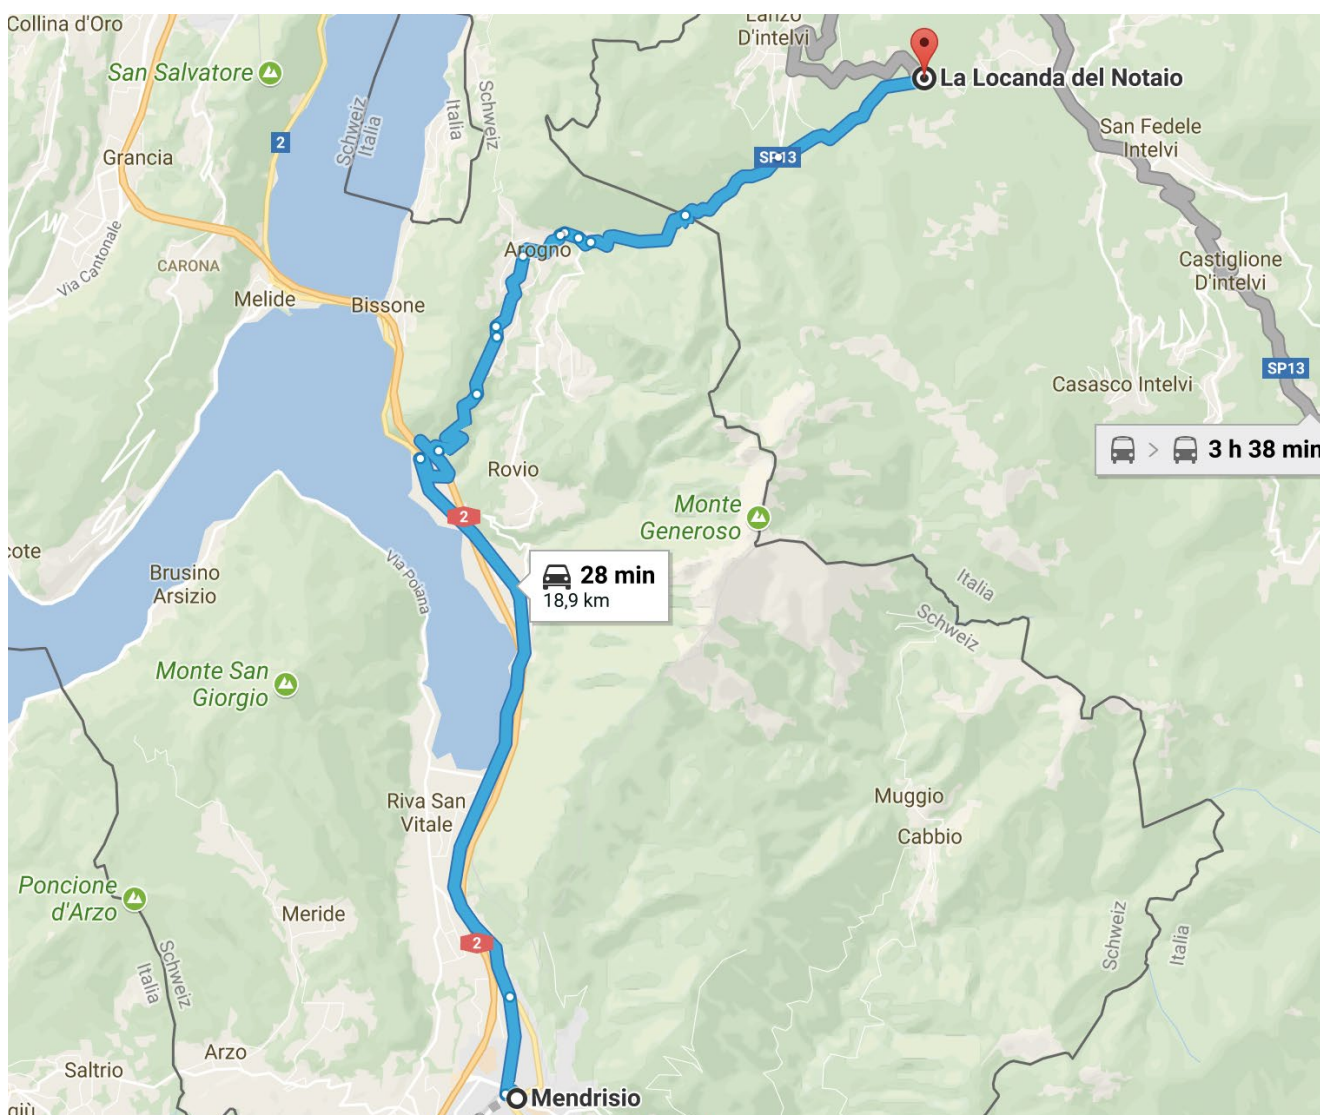 Collina d'Oro
Lanzo
D'intelvi
San Salvatore
La Locanda del Notaio
Schweiz
Italia
Italia
Schweiz
2
Grancia
San Fedele
Intelvi
SP13
Via Cantonale
CARONA
Arogno
Castiglione
D'intelvi
Melide
Bissone
SP13
Casasco Intelvi
3 h 38 min
Rovio
Monte
Generoso
2
cote
Brusino
Arsizio
Via Poiana
28 min
18,9 km
Italia
Schweiz
Monte San
Giorgio
Riva San
Vitale
Muggio
Cabbio
Poncione
d'Arzo
Meride
2
Schweiz
Italia
Schweiz
Italia
Arzo
Saltrio
Mendrisio
giù